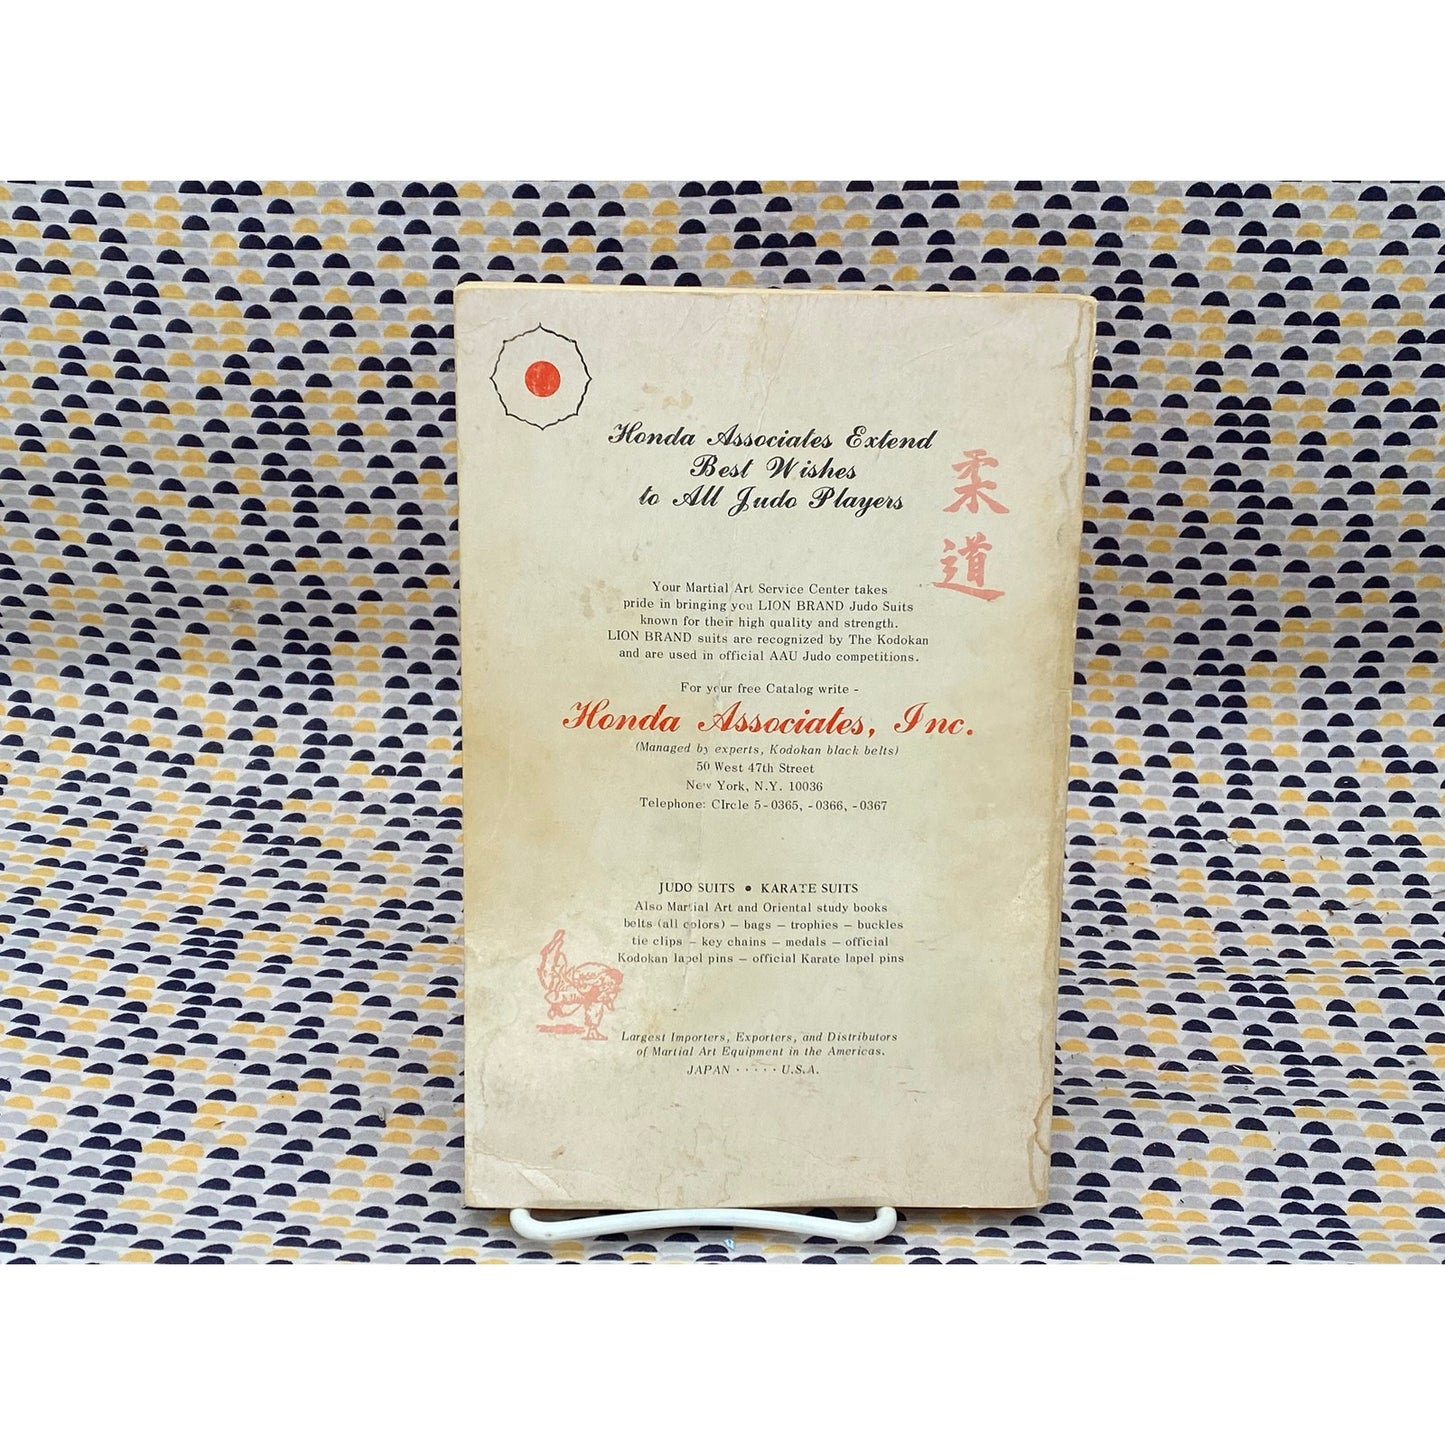 Honda Associates Extend
Best Wishes
to All Judo Players
柔
道
Your Martial Art Service Center takes
pride in bringing you LION BRAND Judo Suits
known for their high quality and strength.
LION BRAND suits are recognized by The Kodokan
and are used in official AAU Judo competitions.
For your free Catalog write -
Honda Associates, Inc.
(Managed by experts, Kodokan black belts)
50 West 47th Street
New York, N.Y. 10036
Telephone: CIrcle 5-0365, -0366, -0367
JUDO SUITS • KARATE SUITS
Also Martial Art and Oriental study books
belts (all colors) — bags — trophies — buckles
tie clips — key chains — medals — official
Kodokan lapel pins — official Karate lapel pins
Largest Importers, Exporters, and Distributors
of Martial Art Equipment in the Americas.
JAPAN ····· U.S.A.